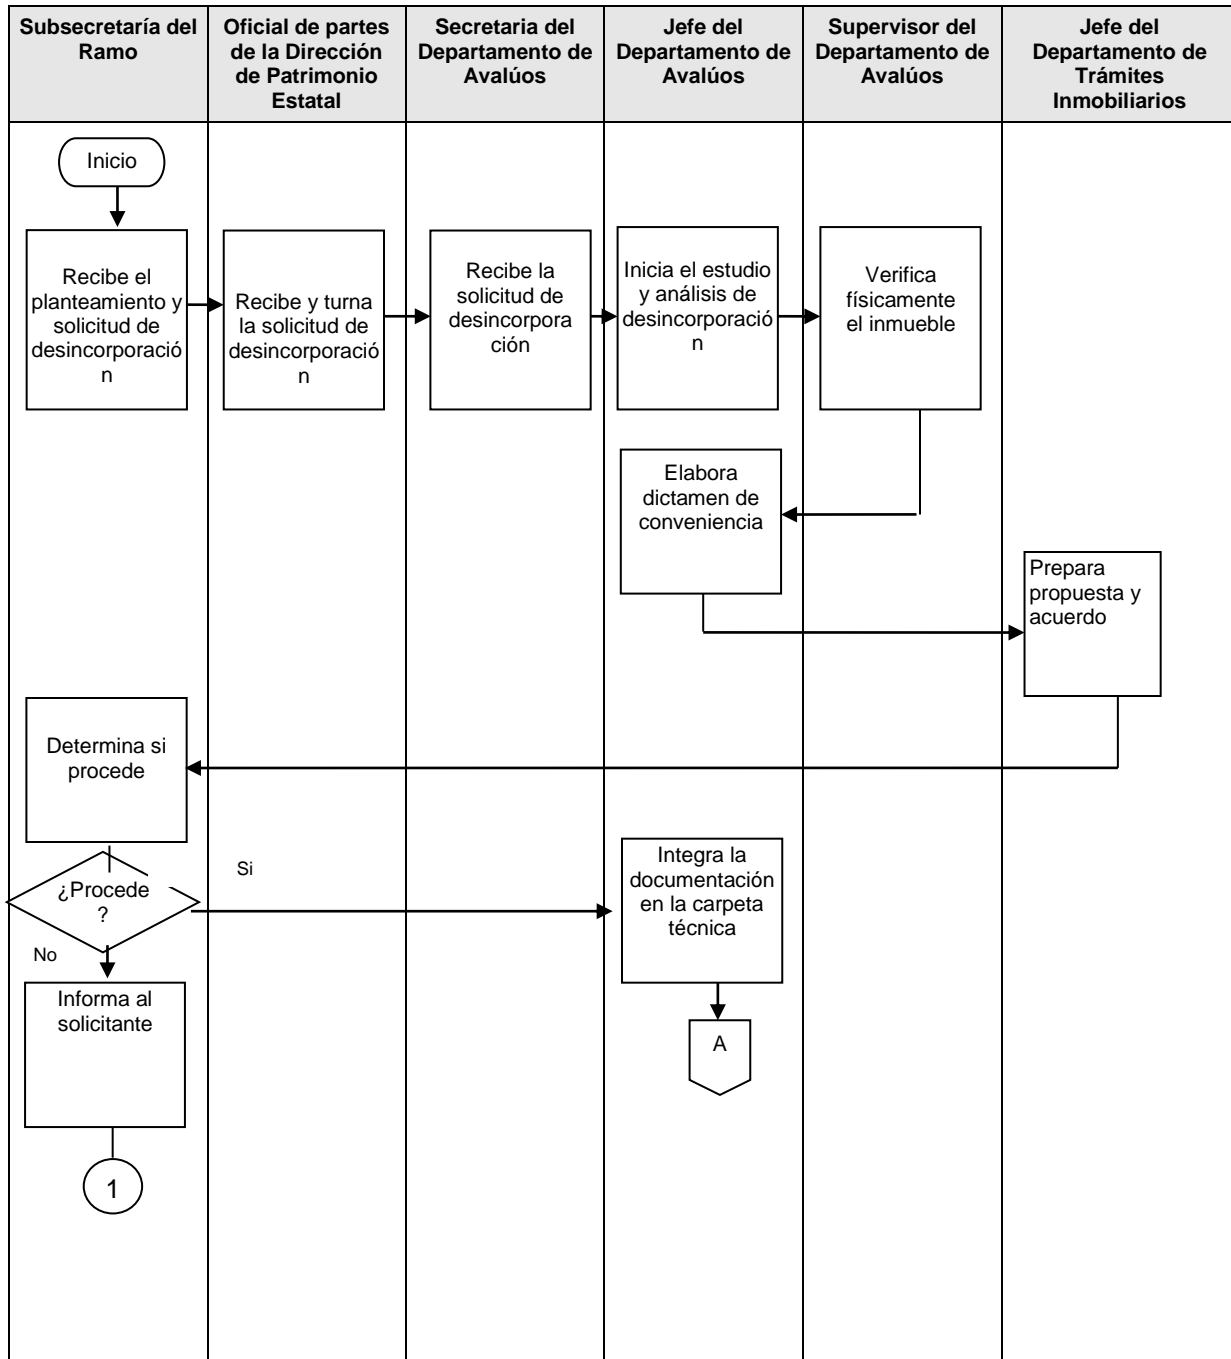 Subsecretaría del
Ramo
Oficial de partes
de la Dirección
de Patrimonio
Estatal
Secretaria del
Departamento de
Avalúos
Jefe del
Departamento de
Avalúos
Supervisor del
Departamento de
Avalúos
Jefe del
Departamento de
Trámites
Inmobiliarios
Inicio
Recibe el
planteamiento y
solicitud de
desincorporació
n
Recibe y turna
la solicitud de
desincorporació
n
Recibe la
solicitud de
desincorpora
ción
Inicia el estudio
y análisis de
desincorporació
n
Verifica
físicamente
el inmueble
Elabora
dictamen de
conveniencia
Prepara
propuesta y
acuerdo
Determina si
procede
¿Procede
?
Si
No
Integra la
documentación
en la carpeta
técnica
Informa al
solicitante
A
1